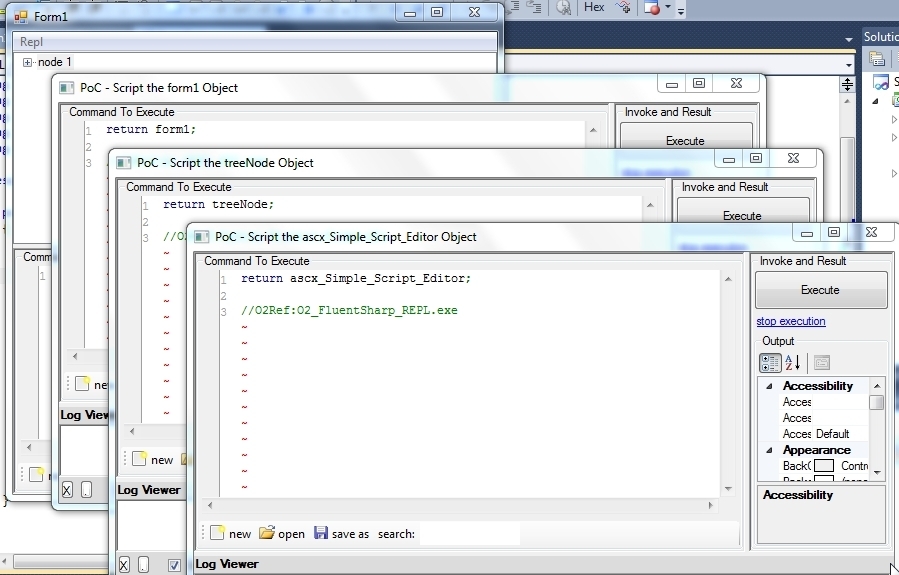 Hex
Form1
Repl
node 1
Solutio
PoC - Script the form1 Object
Command To Execute
Invoke and Result
1 return form1;
2
3
Execute
PoC - Script the treeNode Object
Command To Execute
Invoke and Result
1 return treeNode;
2
3 //O2
Execute
PoC - Script the ascx_Simple_Script_Editor Object
Command To Execute
Invoke and Result
1 return ascx_Simple_Script_Editor;
2
3 //O2Ref:O2_FluentSharp_REPL.exe
~
~
~
~
~
~
~
~
~
~
~
Execute
stop execution
Output
Accessibility
Acces
Acces
Acces Default
Appearance
BackC Contr
Accessibility
new open save as search:
Log Viewer
Comm
1
ne
Log View
X .
new
Log Viewer
X .